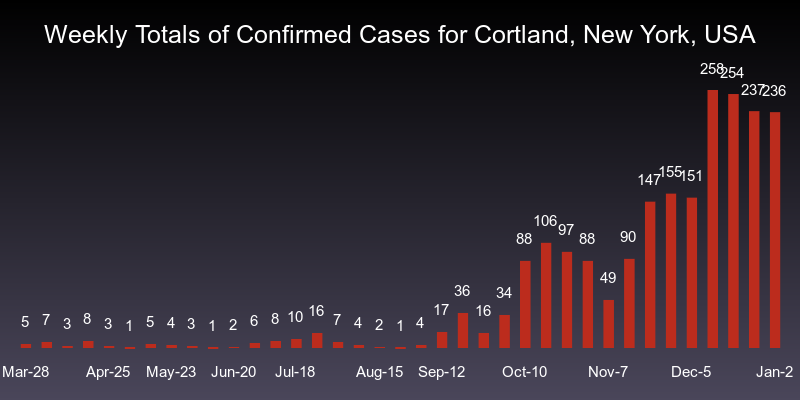 Weekly Totals of Confirmed Cases for Cortland, New York, USA
5 7 3 8 3 1 5 4 3 1 2 6 8 10 16 7 4 2 1 4 17 36 16 34 88 106 97 88 49 90 147 155 151 258 254 237 236
Mar-28 Apr-25 May-23 Jun-20 Jul-18 Aug-15 Sep-12 Oct-10 Nov-7 Dec-5 Jan-2